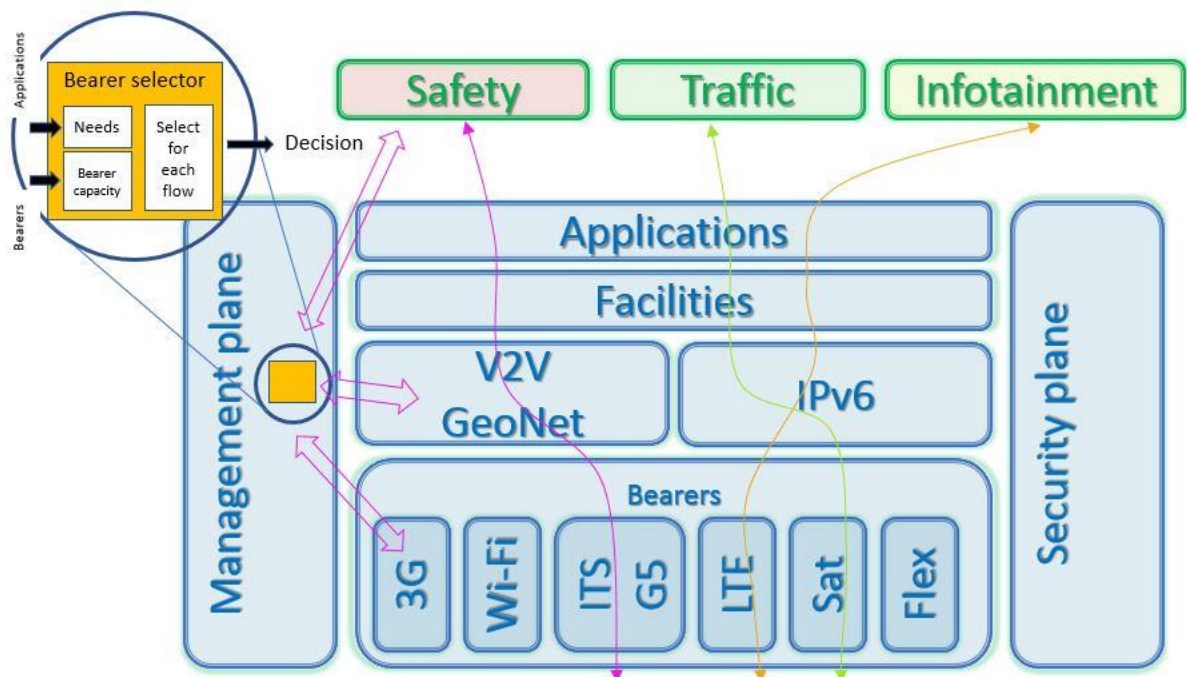 Applications
Bearers
Bearer selector
Needs
Bearer
capacity
Select
for
each
flow
Decision
Safety
Traffic
Infotainment
Management plane
Applications
Facilities
V2V
GeoNet
IPv6
Bearers
3G
Wi-Fi
ITS
G5
LTE
Sat
Flex
Security plane